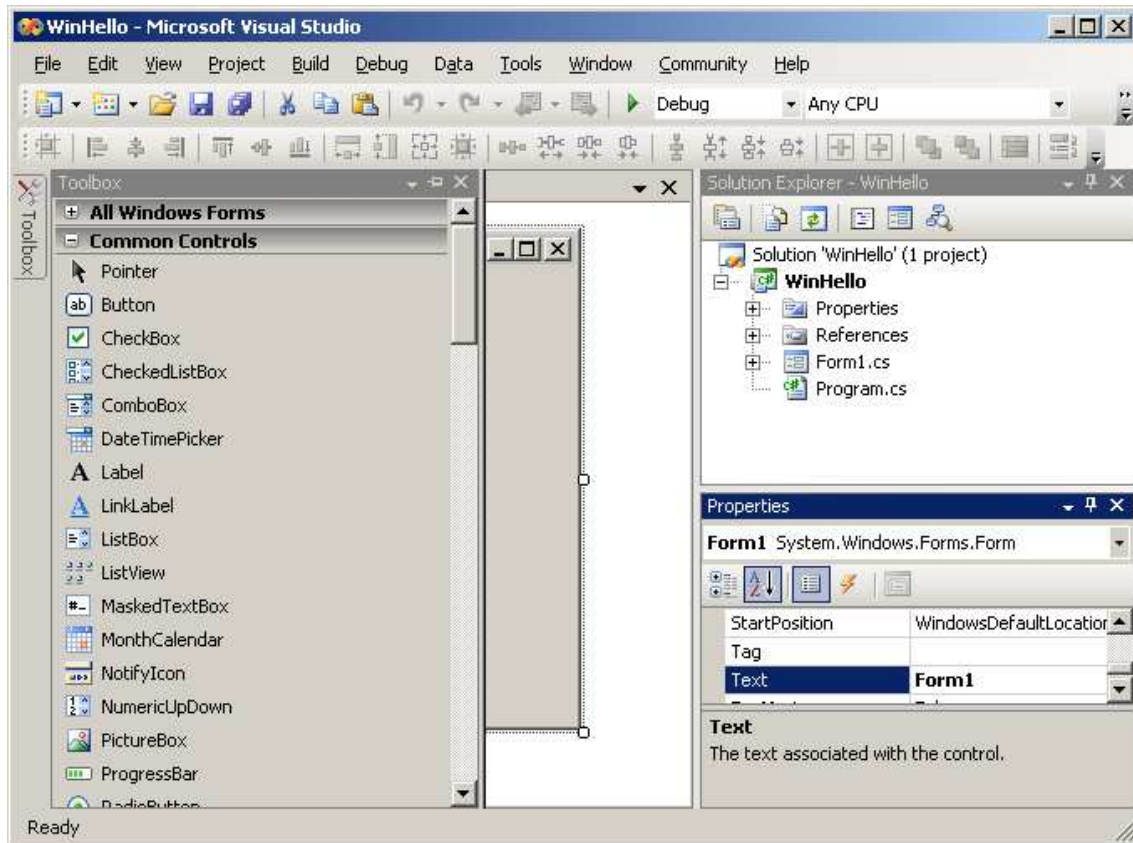 WinHello - Microsoft Visual Studio
File Edit View Project Build Debug Data Tools Window Community Help
Debug Any CPU
Toolbox
Toolbox
All Windows Forms
Common Controls
Pointer
ab Button
CheckBox
CheckedListBox
ComboBox
DateTimePicker
A Label
A LinkLabel
ListBox
ListView
#_ MaskedTextBox
MonthCalendar
NotifyIcon
NumericUpDown
PictureBox
ProgressBar
RadioButton
Solution Explorer - WinHello
Solution 'WinHello' (1 project)
WinHello
Properties
References
Form1.cs
Program.cs
Properties
Form1 System.Windows.Forms.Form
StartPosition WindowsDefaultLocation
Tag
Text Form1
Text
The text associated with the control.
Ready